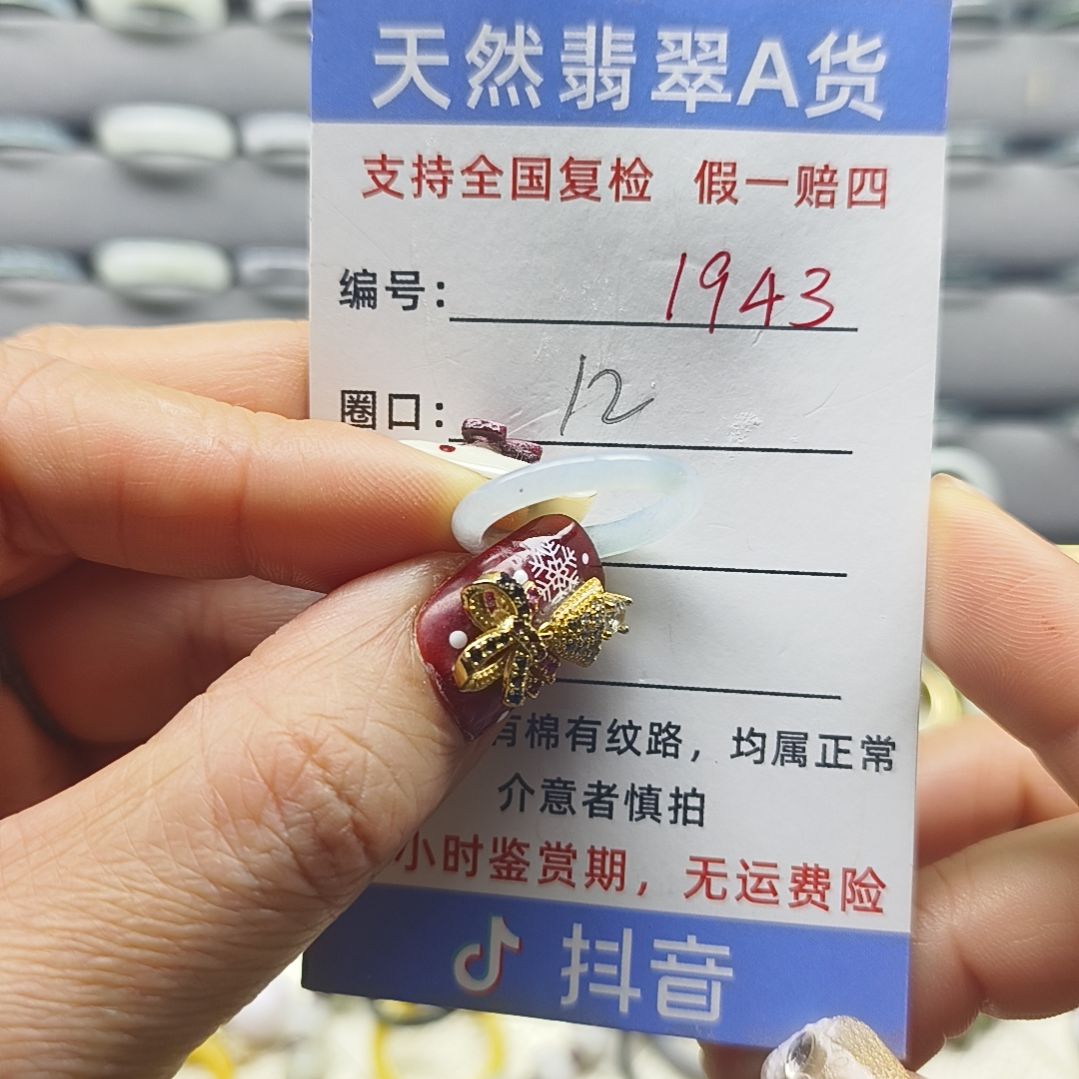 天然翡翠A货
支持全国复检 假一赔四
编号： 1943
圈口： 12
有棉有纹路，均属正常
介意者慎拍
小时鉴赏期，无运费险
抖音